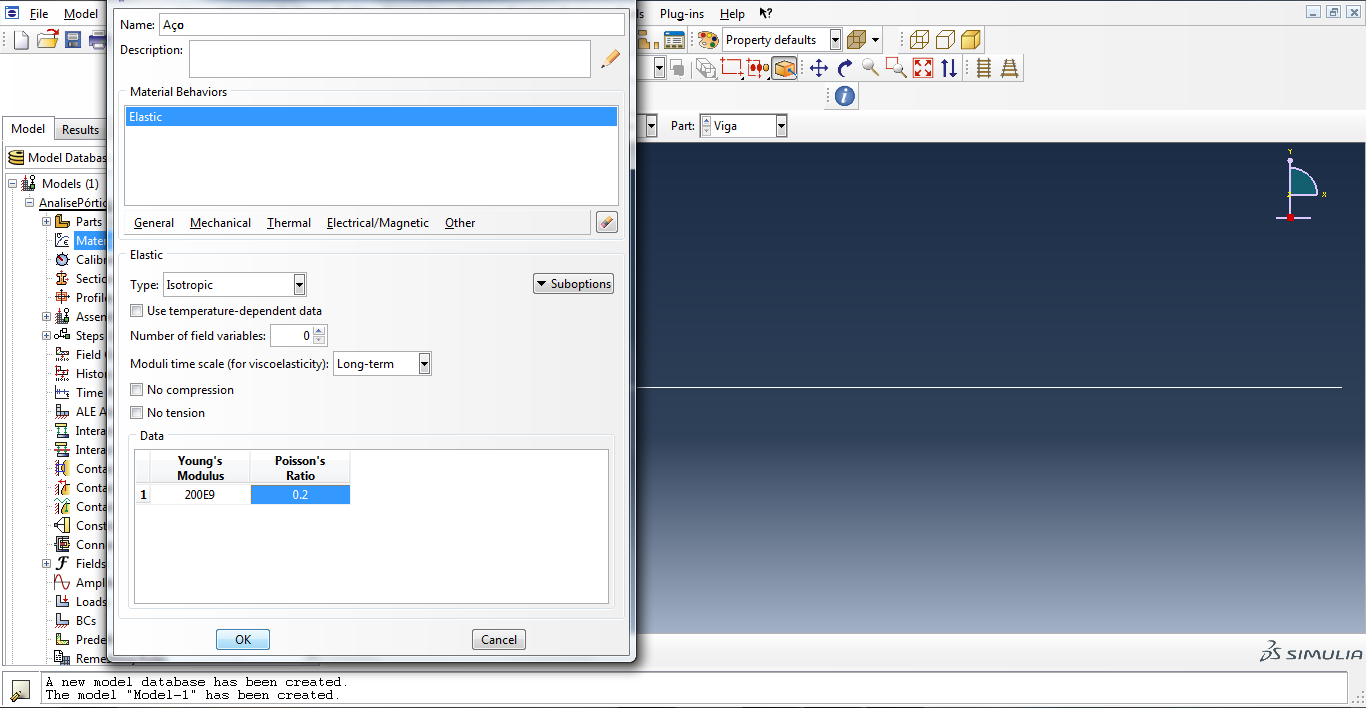 File Model ls Plug-ins Help
Property defaults
Part: Viga
Model Results
Model Databas
Models (1)
AnalisePórtic
Parts
Mater
Calibr
Sectio
Profile
Assem
Steps
Field
Histor
Time
ALE A
Intera
Intera
Conta
Conta
Conta
Const
Conn
Fields
Ampl
Loads
BCs
Prede
Reme
Name: Aço
Description:
Material Behaviors
Elastic
General Mechanical Thermal Electrical/Magnetic Other
Elastic
Type: Isotropic Suboptions
Use temperature-dependent data
Number of field variables: 0
Moduli time scale (for viscoelasticity): Long-term
No compression
No tension
Data
Young's Poisson's
Modulus Ratio
1 200E9 0.2
OK Cancel
Y
X
Z
SIMULIA
A new model database has been created.
The model "Model-1" has been created.